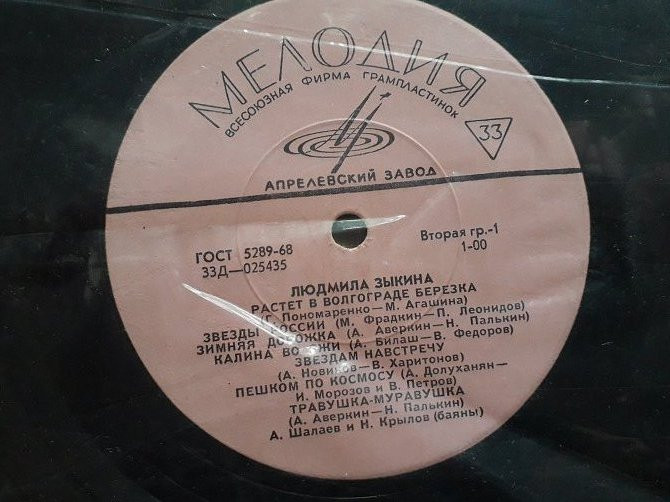 МЕЛОДИЯ
ВСЕСОЮЗНАЯ ФИРМА ГРАМПЛАСТИНОК
33
АПРЕЛЕВСКИЙ ЗАВОД
ГОСТ 5289-68
33Д—025435
Вторая гр.-1
1-00
ЛЮДМИЛА ЗЫКИНА
РАСТЕТ В ВОЛГОГРАДЕ БЕРЕЗКА
(Г. Пономаренко—М. Агашина)
ЗВЕЗДЫ РОССИИ (М. Фрадкин—П. Леонидов)
ЗИМНЯЯ ДОРОЖКА (А. Аверкин—Н. Палькин)
КАЛИНА ВО РЖИ (А. Билаш—В. Федоров)
ЗВЕЗДАМ НАВСТРЕЧУ
(А. Новиков—В. Харитонов)
ПЕШКОМ ПО КОСМОСУ (А. Долуханян—
И. Морозов и В. Петров)
ТРАВУШКА-МУРАВУШКА
(А. Аверкин—Н. Палькин)
А. Шалаев и Н. Крылов (баяны)